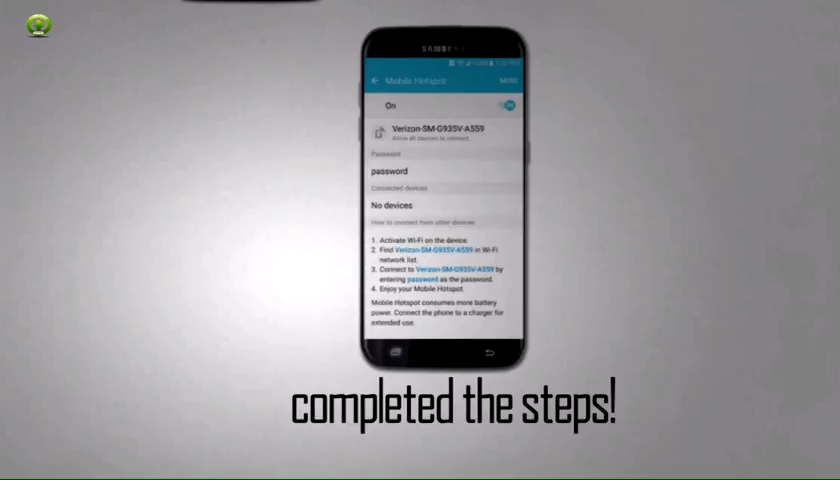 SAMSUNG
Mobile Hotspot
MORE
On
Verizon-SM-G935V-A559
Allow all devices to connect
Password
password
Connected devices
No devices
How to connect from other devices
1. Activate Wi-Fi on the device
2. Find Verizon-SM-G935V-A559 in Wi-Fi
network list
3. Connect to Verizon-SM-G935V-A559 by
entering password as the password.
4. Enjoy your Mobile Hotspot
Mobile Hotspot consumes more battery
power. Connect the phone to a charger for
extended use.
completed the steps!